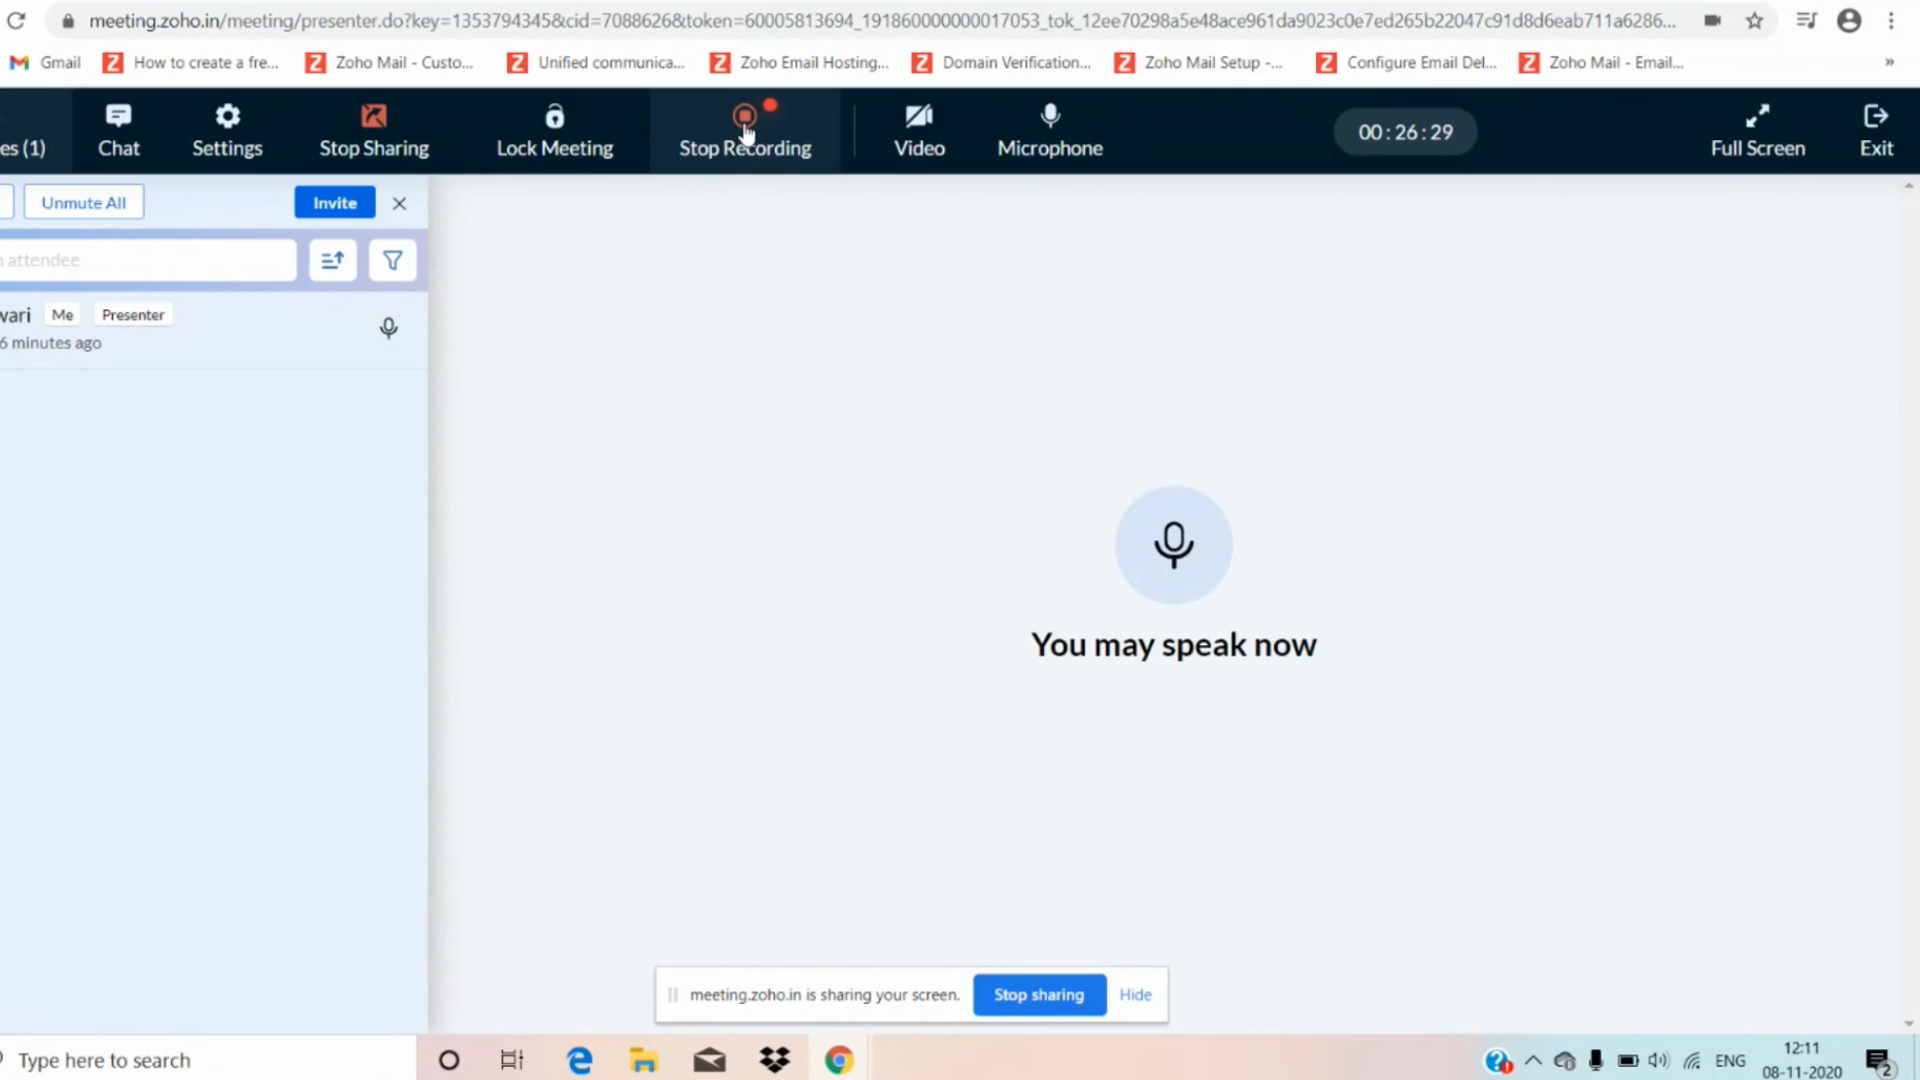 meeting.zoho.in/meeting/presenter.do?key=1353794345&cid=7088626&token=60005813694_191860000000017053_tok_12ee70298a5e48ace961da9023c0e7ed265b22047c91d8d6eab711a6286...
Gmail How to create a fre... Zoho Mail - Custo... Unified communica... Zoho Email Hosting... Domain Verification... Zoho Mail Setup -... Configure Email Del... Zoho Mail - Email... »
es (1) Chat Settings Stop Sharing Lock Meeting Stop Recording Video Microphone 00:26:29 Full Screen Exit
Unmute All Invite
attendee
wari Me Presenter
6 minutes ago
You may speak now
meeting.zoho.in is sharing your screen. Stop sharing Hide
Type here to search
ENG 12:11
08-11-2020 2